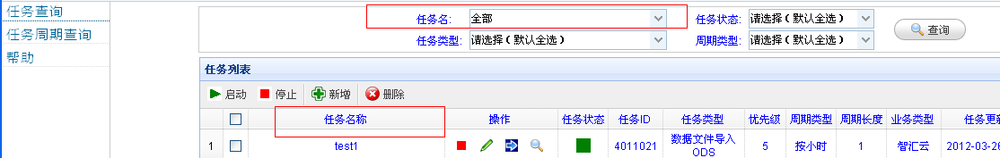 任务查询
任务周期查询
帮助
任务名: 全部 任务状态: 请选择（默认全选） 查询
任务类型: 请选择（默认全选） 周期类型: 请选择（默认全选）
任务列表
启动 停止 新增 删除
任务名称 操作 任务状态 任务ID 任务类型 优先级 周期类型 周期长度 业务类型 任务更
1 test1 4011021 数据文件导入ODS 5 按小时 1 智汇云 2012-03-26